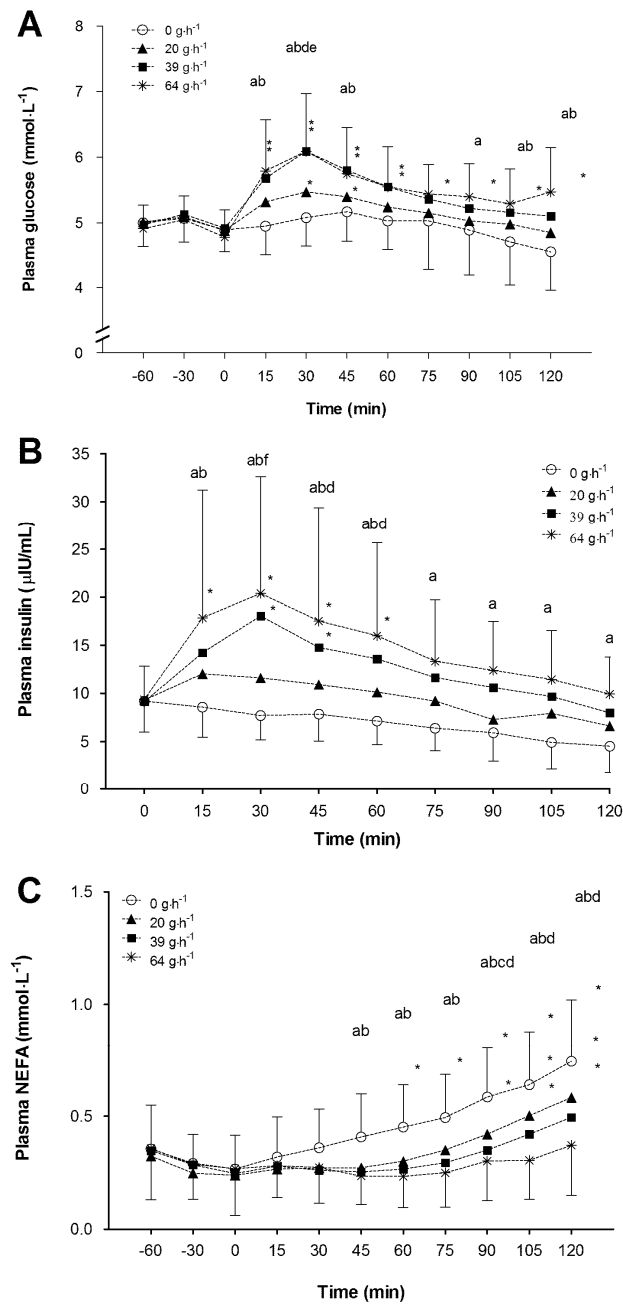 A
0 g·h⁻¹
20 g·h⁻¹
39 g·h⁻¹
64 g·h⁻¹
ab
abde
ab
a
ab
ab
* *
* *
* *
* *
*
*
*
*
*
*
Plasma glucose (mmol·L⁻¹)
8
7
6
5
4
0
-60 -30 0 15 30 45 60 75 90 105 120
Time (min)
B
0 g·h⁻¹
20 g·h⁻¹
39 g·h⁻¹
64 g·h⁻¹
ab
abf
abd
abd
a
a
a
a
*
*
*
*
*
*
Plasma insulin (µIU/mL)
35
30
25
20
15
10
5
0
0 15 30 45 60 75 90 105 120
Time (min)
C
0 g·h⁻¹
20 g·h⁻¹
39 g·h⁻¹
64 g·h⁻¹
ab
ab
ab
abcd
abd
abd
*
*
*
*
*
*
*
*
*
*
Plasma NEFA (mmol·L⁻¹)
1.5
1.0
0.5
0.0
-60 -30 0 15 30 45 60 75 90 105 120
Time (min)